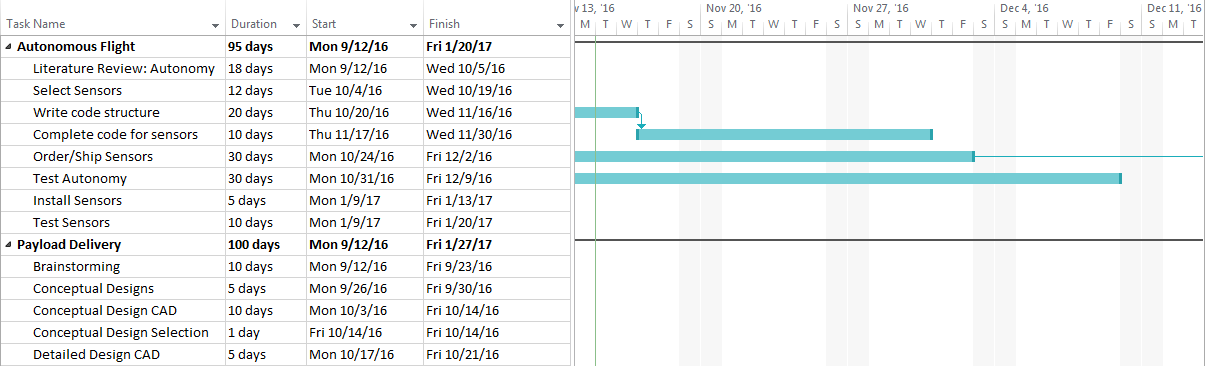 v 13, '16 Nov 20, '16 Nov 27, '16 Dec 4, '16 Dec 11, '16
Task Name Duration Start Finish M T W T F S S M T W T F S S M T W T F S S M T W T F S S M T
Autonomous Flight 95 days Mon 9/12/16 Fri 1/20/17
Literature Review: Autonomy 18 days Mon 9/12/16 Wed 10/5/16
Select Sensors 12 days Tue 10/4/16 Wed 10/19/16
Write code structure 20 days Thu 10/20/16 Wed 11/16/16
Complete code for sensors 10 days Thu 11/17/16 Wed 11/30/16
Order/Ship Sensors 30 days Mon 10/24/16 Fri 12/2/16
Test Autonomy 30 days Mon 10/31/16 Fri 12/9/16
Install Sensors 5 days Mon 1/9/17 Fri 1/13/17
Test Sensors 10 days Mon 1/9/17 Fri 1/20/17
Payload Delivery 100 days Mon 9/12/16 Fri 1/27/17
Brainstorming 10 days Mon 9/12/16 Fri 9/23/16
Conceptual Designs 5 days Mon 9/26/16 Fri 9/30/16
Conceptual Design CAD 10 days Mon 10/3/16 Fri 10/14/16
Conceptual Design Selection 1 day Fri 10/14/16 Fri 10/14/16
Detailed Design CAD 5 days Mon 10/17/16 Fri 10/21/16